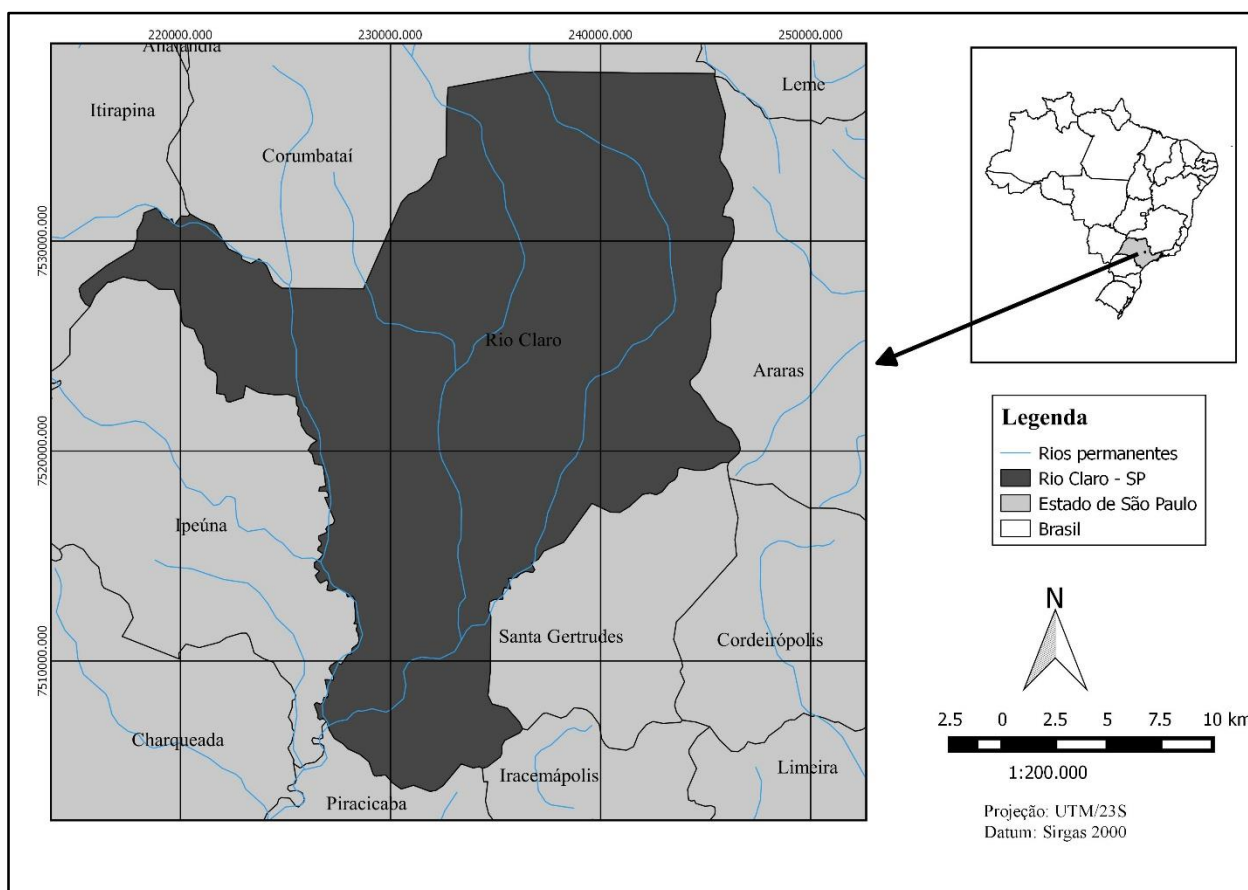 220000.000 230000.000 240000.000 250000.000
Analândia
Leme
Itirapina
Corumbataí
7530000.000
Rio Claro
Araras
7520000.000
Ipeúna
Santa Gertrudes
Cordeirópolis
7510000.000
Charqueada
Iracemápolis
Limeira
Piracicaba
Legenda
Rios permanentes
Rio Claro - SP
Estado de São Paulo
Brasil
N
2.5 0 2.5 5 7.5 10 km
1:200.000
Projeção: UTM/23S
Datum: Sirgas 2000